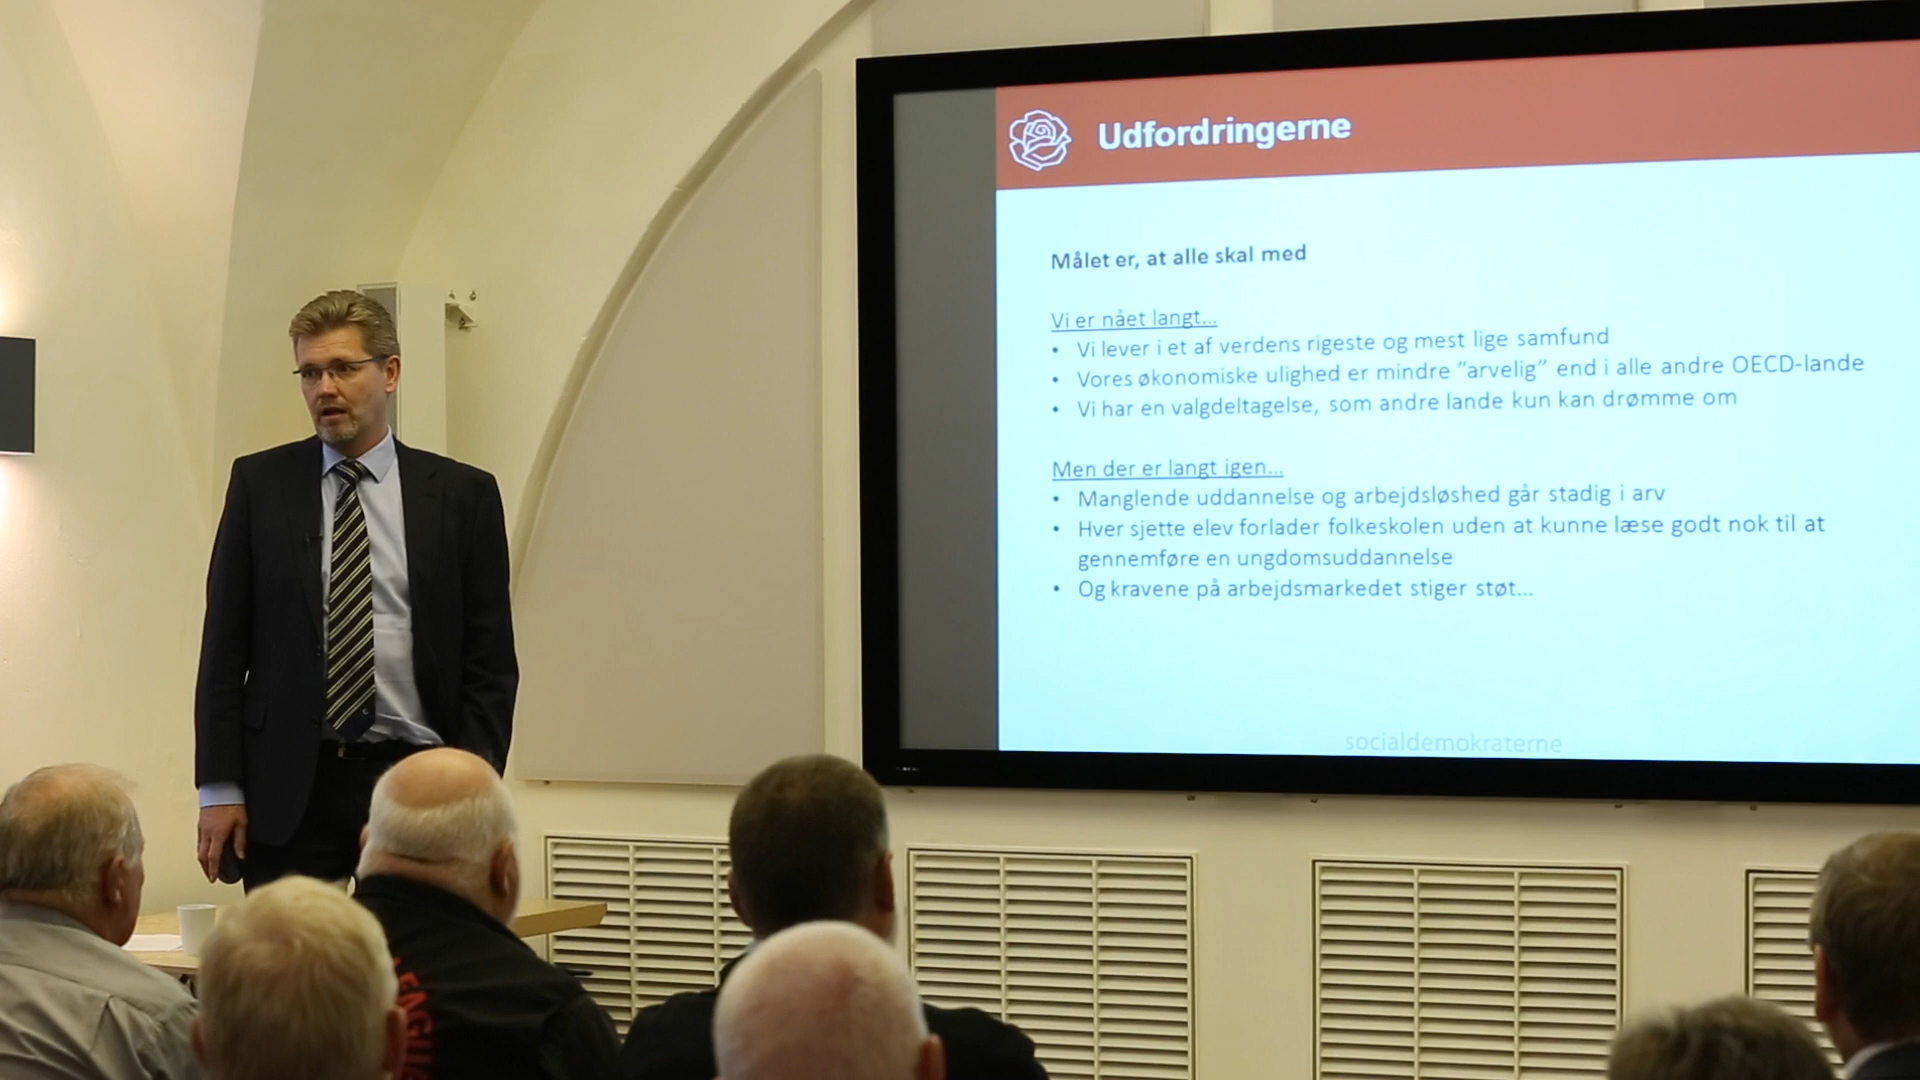 Udfordringerne
Målet er, at alle skal med
Vi er nået langt...
• Vi lever i et af verdens rigeste og mest lige samfund
• Vores økonomiske ulighed er mindre ”arvelig” end i alle andre OECD-lande
• Vi har en valgdeltagelse, som andre lande kun kan drømme om
Men der er langt igen...
• Manglende uddannelse og arbejdsløshed går stadig i arv
• Hver sjette elev forlader folkeskolen uden at kunne læse godt nok til at
gennemføre en ungdomsuddannelse
• Og kravene på arbejdsmarkedet stiger støt...
socialdemokraterne